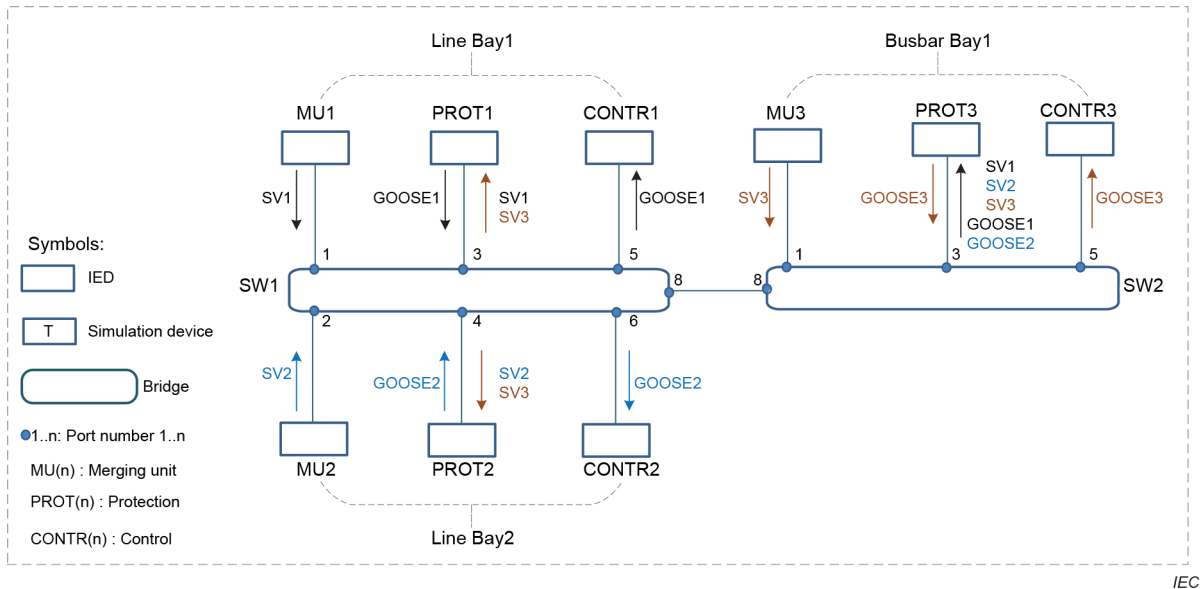 Line Bay1
Busbar Bay1
MU1
PROT1
CONTR1
MU3
PROT3
CONTR3
SV1
GOOSE1
SV1
SV3
GOOSE1
SV3
GOOSE3
SV1
SV2
SV3
GOOSE1
GOOSE2
GOOSE3
Symbols:
IED
T
Simulation device
Bridge
1..n: Port number 1..n
MU(n) : Merging unit
PROT(n) : Protection
CONTR(n) : Control
SW1
1
3
5
8
2
4
6
8
1
3
5
SW2
SV2
GOOSE2
SV2
SV3
GOOSE2
MU2
PROT2
CONTR2
Line Bay2
IEC